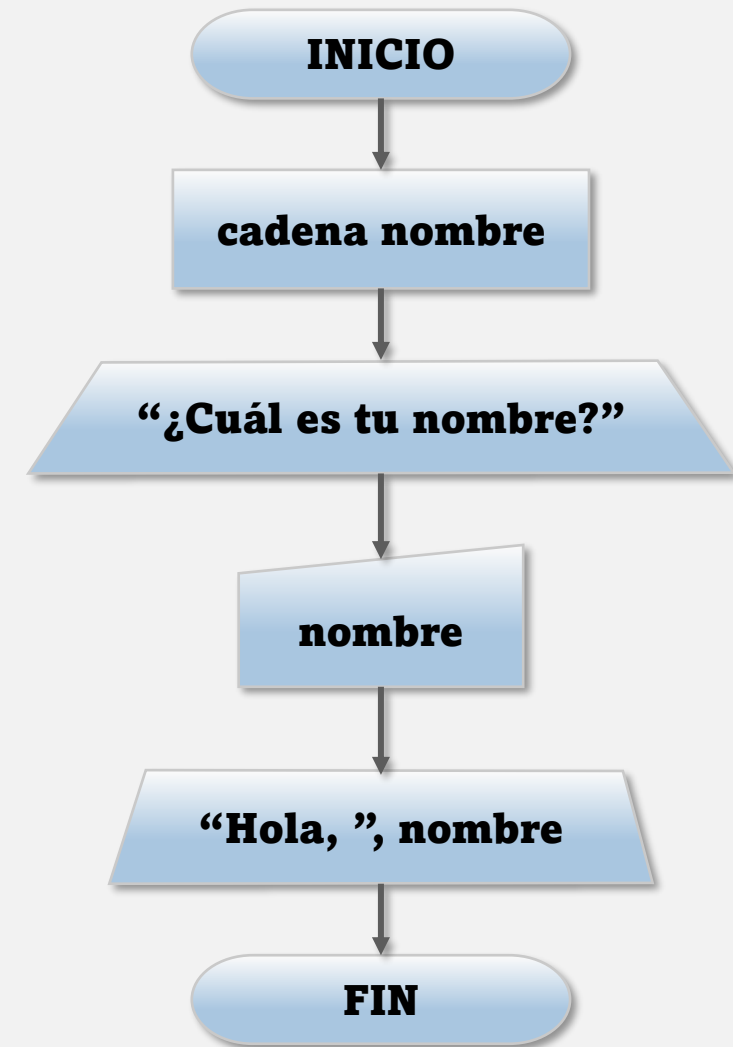 INICIO
cadena nombre
“¿Cuál es tu nombre?”
nombre
“Hola, ”, nombre
FIN